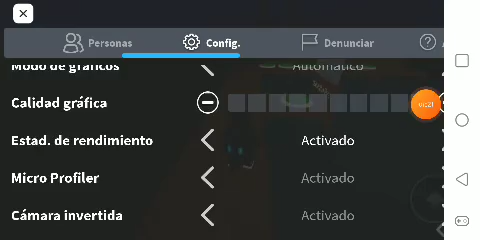 Personas
Config.
Denunciar
Modo de gráficos
Automático
Calidad gráfica
Estad. de rendimiento
Activado
Micro Profiler
Activado
Cámara invertida
Activado